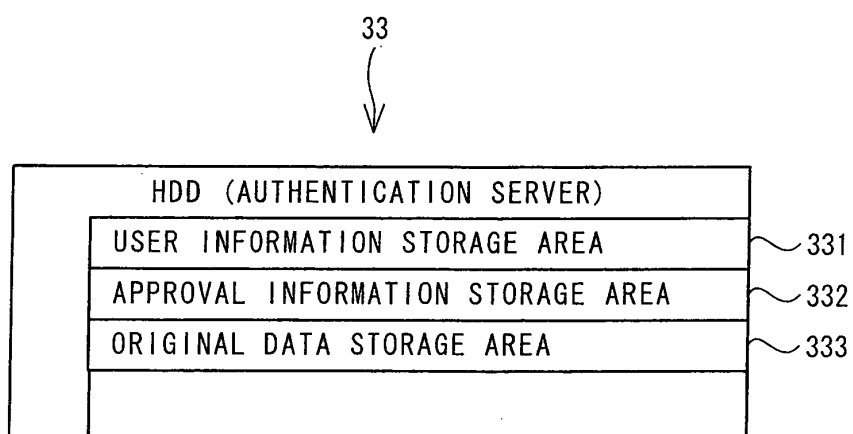 33
HDD (AUTHENTICATION SERVER)
USER INFORMATION STORAGE AREA
331
APPROVAL INFORMATION STORAGE AREA
332
ORIGINAL DATA STORAGE AREA
333